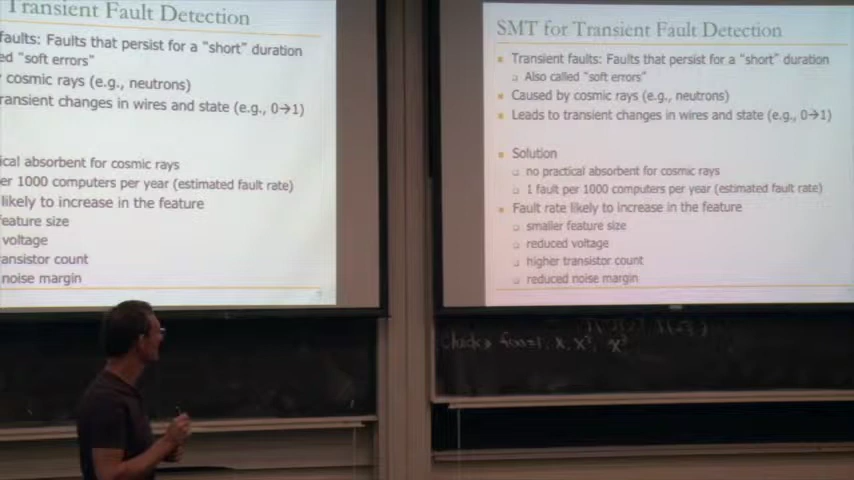 Transient Fault Detection
faults: Faults that persist for a “short” duration
ed “soft errors”
cosmic rays (e.g., neutrons)
ransient changes in wires and state (e.g., 0→1)
ical absorbent for cosmic rays
er 1000 computers per year (estimated fault rate)
likely to increase in the feature
eature size
voltage
ansistor count
noise margin
SMT for Transient Fault Detection
Transient faults: Faults that persist for a “short” duration
Also called “soft errors”
Caused by cosmic rays (e.g., neutrons)
Leads to transient changes in wires and state (e.g., 0→1)
Solution
no practical absorbent for cosmic rays
1 fault per 1000 computers per year (estimated fault rate)
Fault rate likely to increase in the feature
smaller feature size
reduced voltage
higher transistor count
reduced noise margin
f(x)=1, x, x², x³